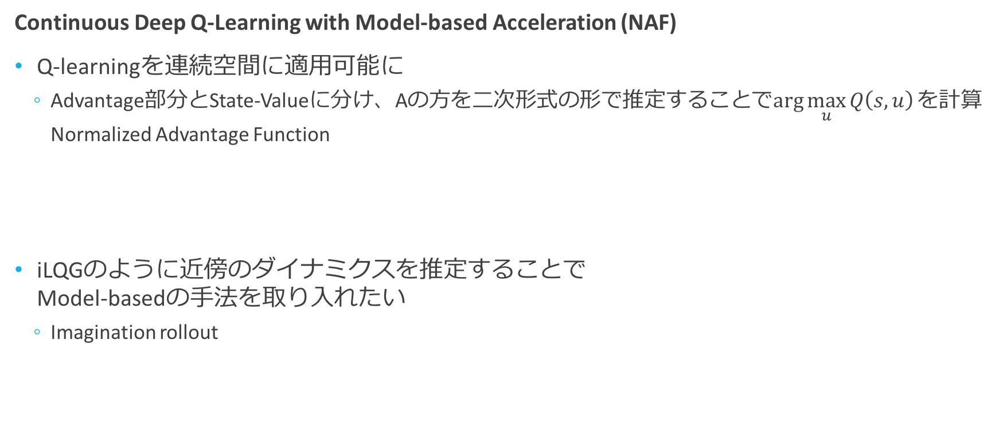 Continuous Deep Q-Learning with Model-based Acceleration (NAF)
• Q-learningを連続空間に適用可能に
◦ Advantage部分とState-Valueに分け、Aの方を二次形式の形で推定することでarg max Q(s, u) を計算
u
Normalized Advantage Function
• iLQGのように近傍のダイナミクスを推定することで
Model-basedの手法を取り入れたい
◦ Imagination rollout